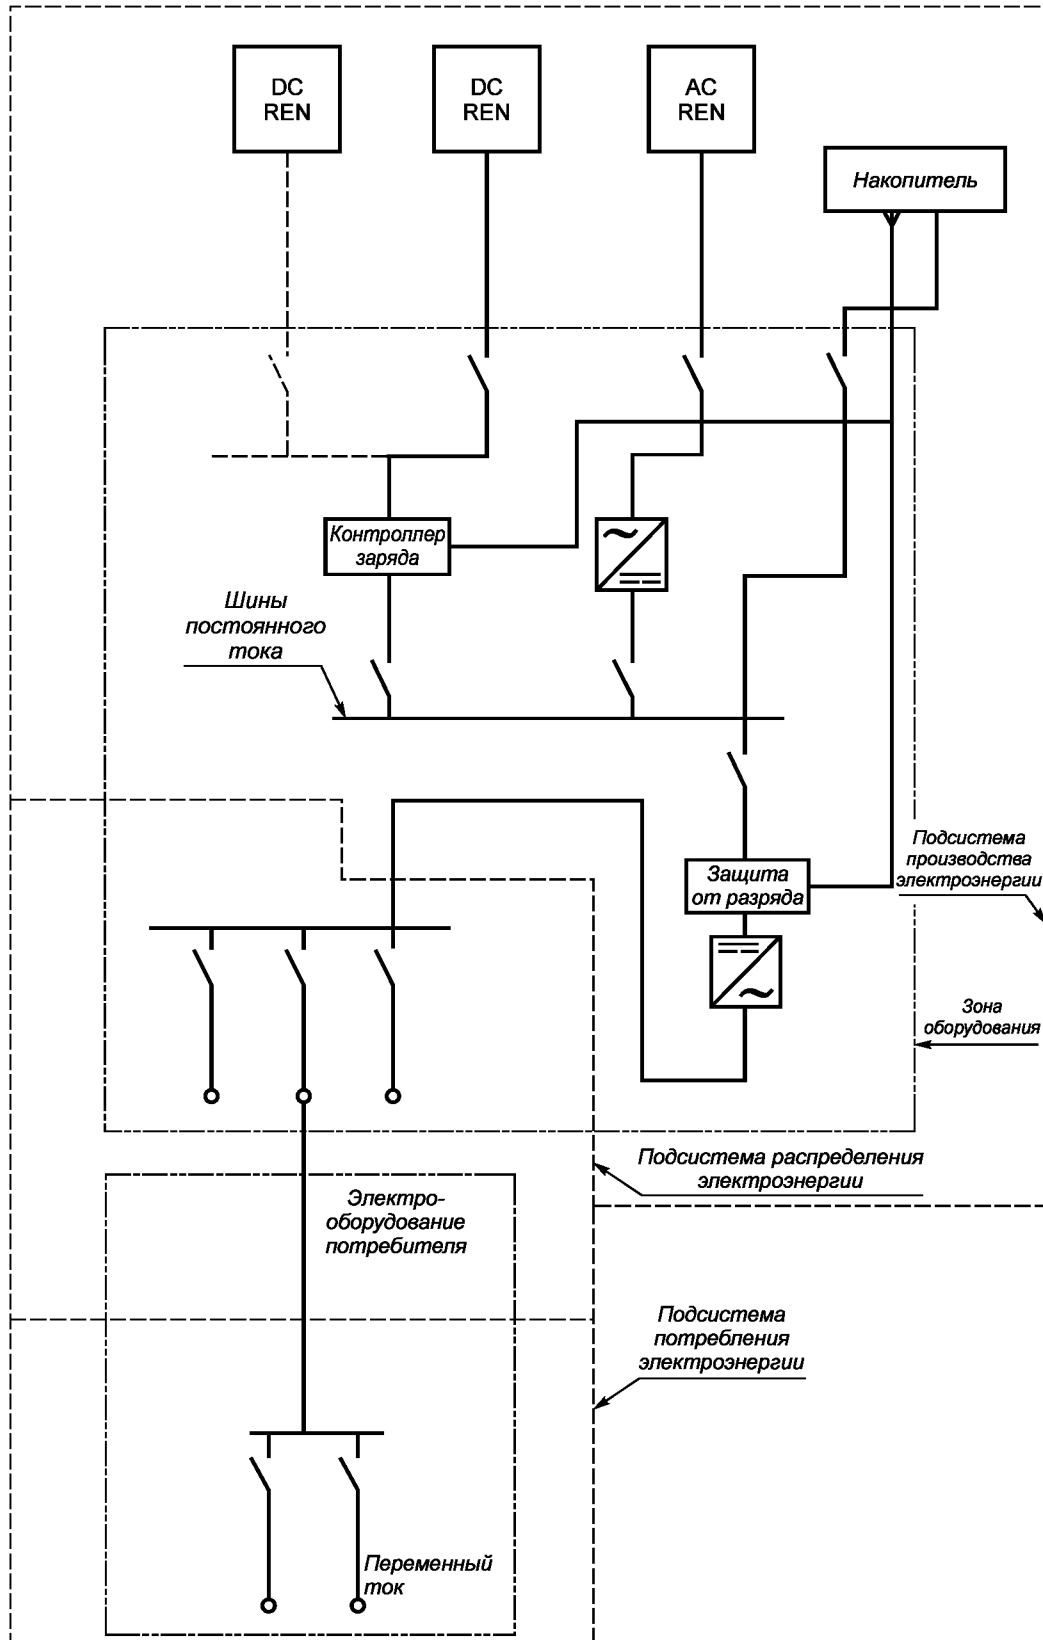 DC
REN
DC
REN
AC
REN
Накопитель
Контроллер
заряда
Шины
постоянного
тока
Подсистема
производства
электроэнергии
Защита
от разряда
Зона
оборудования
Подсистема распределения
электроэнергии
Электро-
оборудование
потребителя
Подсистема
потребления
электроэнергии
Переменный
ток